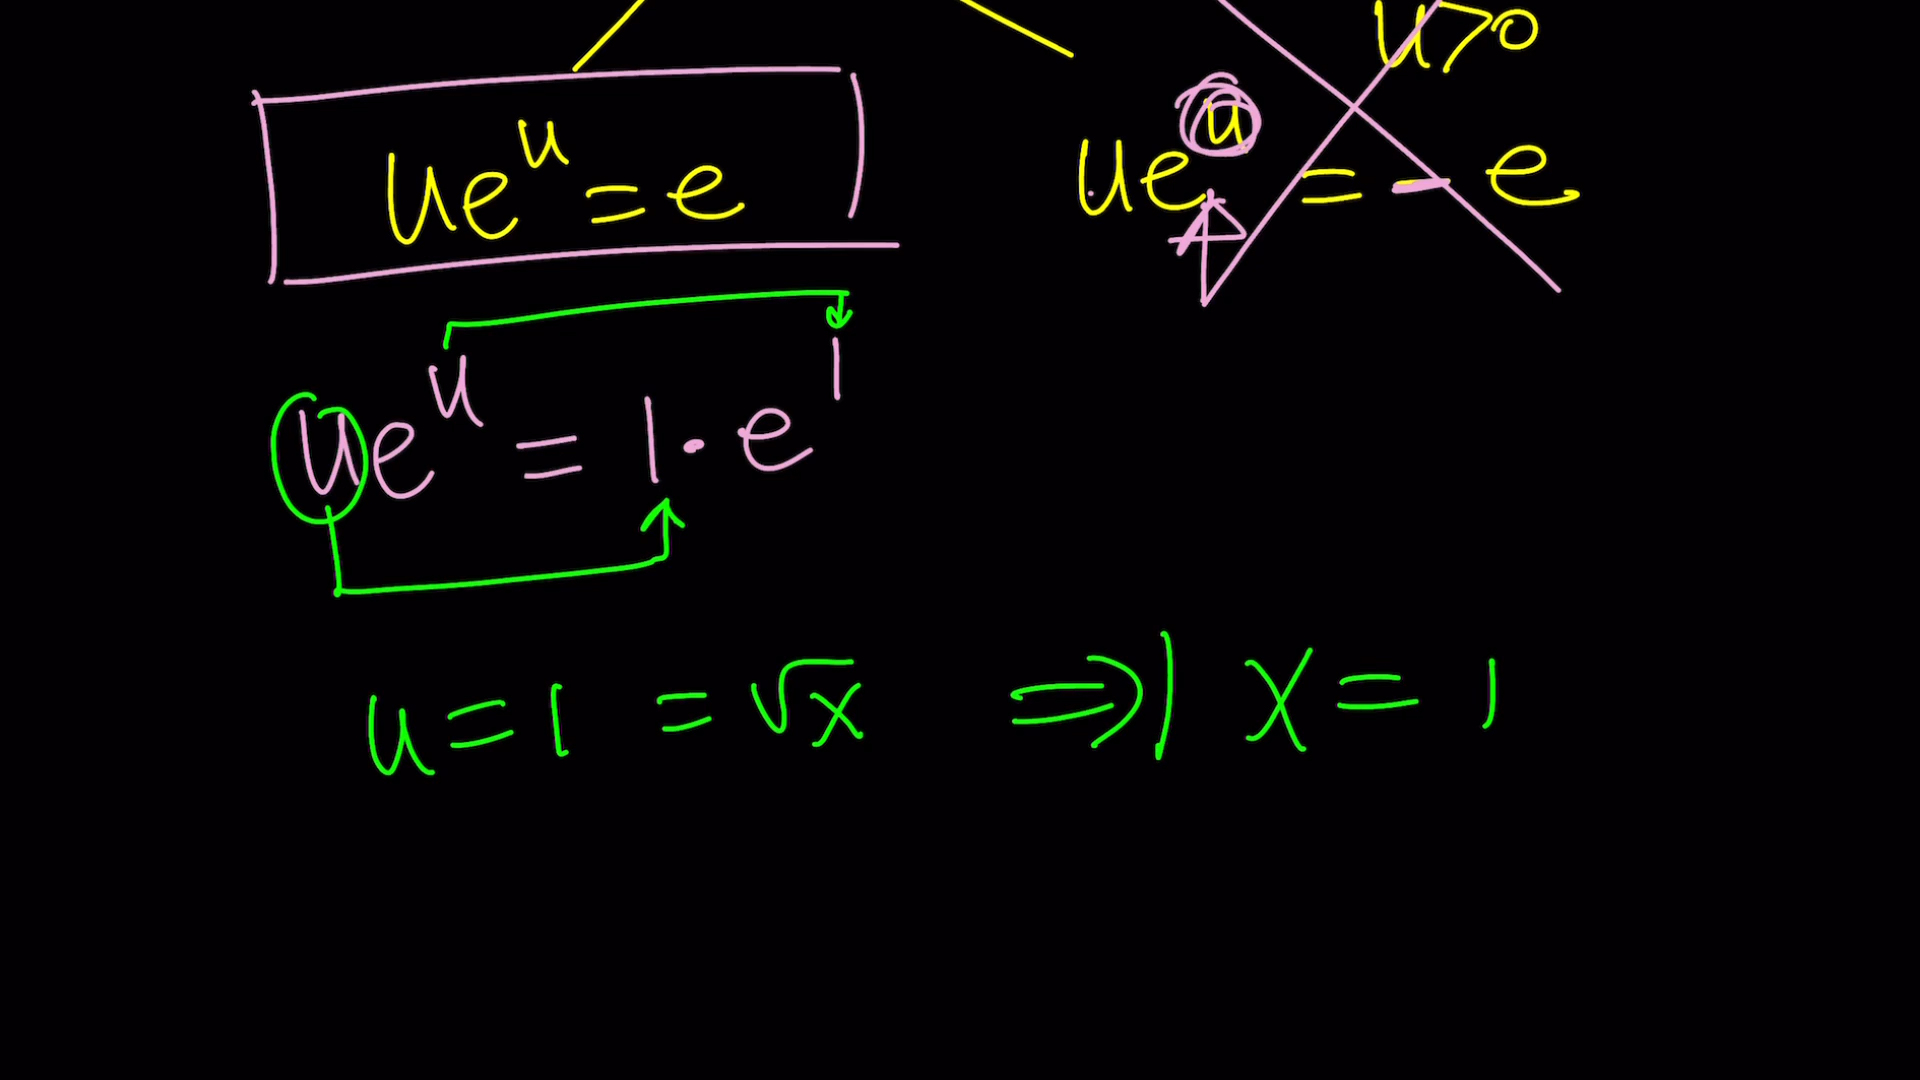 u>0
ue^u = e
ue^u = - e
ue^u = 1 · e^1
u = 1 = √x ⇒ | x = 1